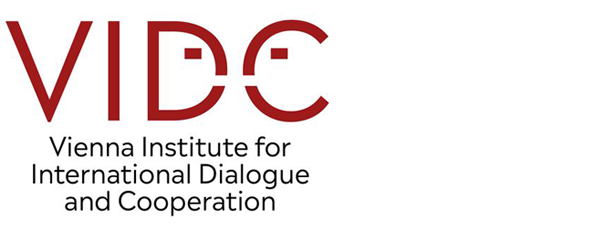 VIDC
Vienna Institute for
International Dialogue
and Cooperation